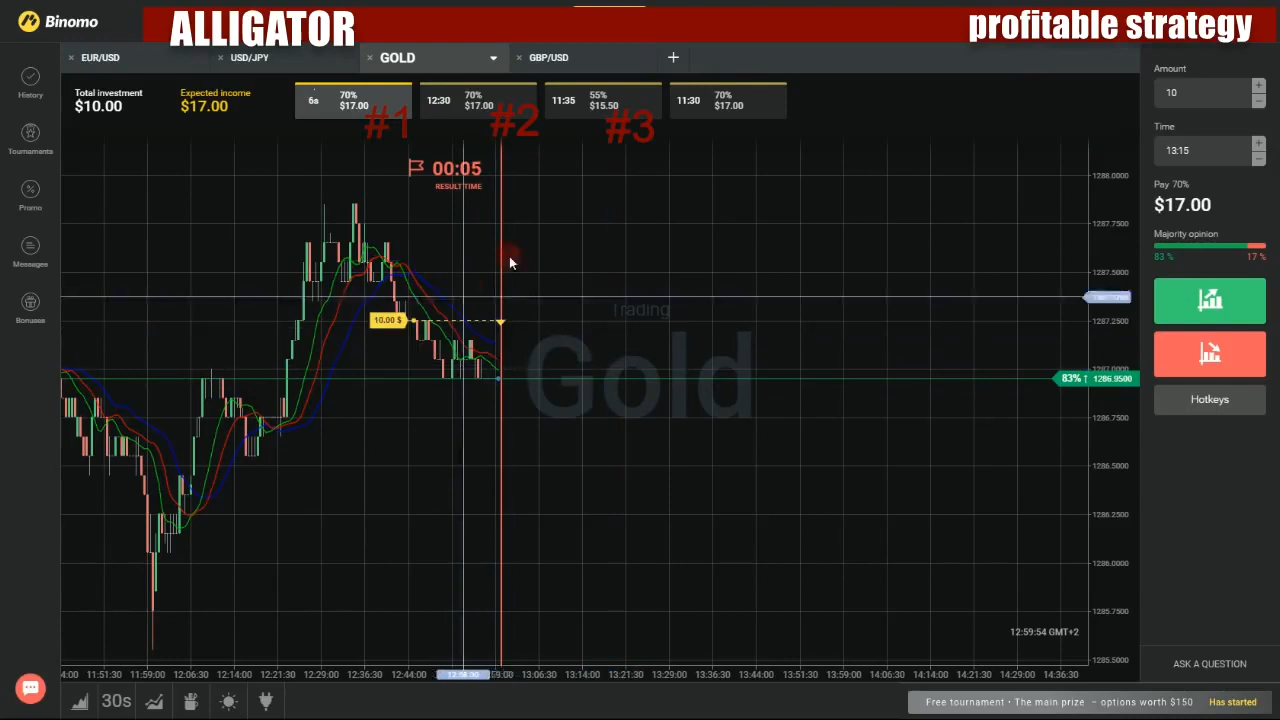 Binomo
ALLIGATOR
profitable strategy
EUR/USD
USD/JPY
GOLD
GBP/USD
Total investment
$10.00
Expected income
$17.00
6s
70%
$17.00
12:30
70%
$17.00
11:35
55%
$15.50
11:30
70%
$17.00
#1
#2
#3
History
Tournaments
Promo
Messages
Bonuses
00:05
RESULT TIME
10.00 $
Trading
Gold
1288.0000
1287.7500
1287.5000
1287.2500
1287.0000
83% ↑ 1286.9500
1286.7500
1286.5000
1286.2500
1286.0000
1285.7500
1285.5000
12:59:54 GMT+2
11:51:30
11:59:00
12:06:30
12:14:00
12:21:30
12:29:00
12:36:30
12:44:00
13:06:30
13:14:00
13:21:30
13:29:00
13:36:30
13:44:00
13:51:30
13:59:00
14:06:30
14:14:00
14:21:30
14:29:00
14:36:30
Amount
10
Time
13:15
Pay 70%
$17.00
Majority opinion
83 %
17 %
Hotkeys
ASK A QUESTION
30s
Free tournament • The main prize – options worth $150 Has started